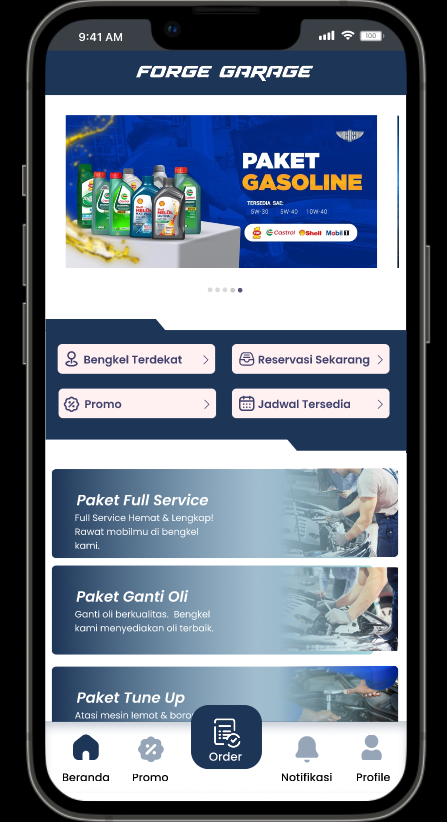 9:41 AM
100
FORGE GARAGE
PAKET
GASOLINE
TERSEDIA SAE:
5W-30 5W-40 10W-40
Castrol Shell Mobil 1
Bengkel Terdekat
Reservasi Sekarang
Promo
Jadwal Tersedia
Paket Full Service
Full Service Hemat & Lengkap!
Rawat mobilmu di bengkel
kami.
Paket Ganti Oli
Ganti oli berkualitas. Bengkel
kami menyediakan oli terbaik.
Paket Tune Up
Atasi mesin lemot & boro
Order
Beranda
Promo
Notifikasi
Profile